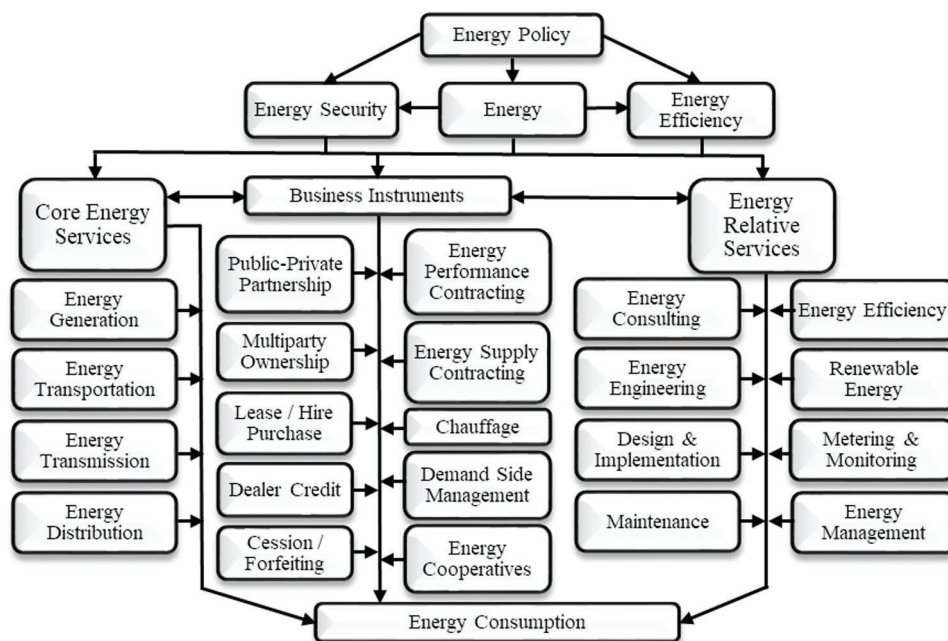 Energy Policy
Energy Security
Energy
Energy
Efficiency
Core Energy
Services
Business Instruments
Energy
Relative
Services
Energy
Generation
Energy
Transportation
Energy
Transmission
Energy
Distribution
Public-Private
Partnership
Multiparty
Ownership
Lease / Hire
Purchase
Dealer Credit
Cession /
Forfeiting
Energy
Performance
Contracting
Energy Supply
Contracting
Chauffage
Demand Side
Management
Energy
Cooperatives
Energy
Consulting
Energy
Engineering
Design &
Implementation
Maintenance
Energy Efficiency
Renewable
Energy
Metering &
Monitoring
Energy
Management
Energy Consumption